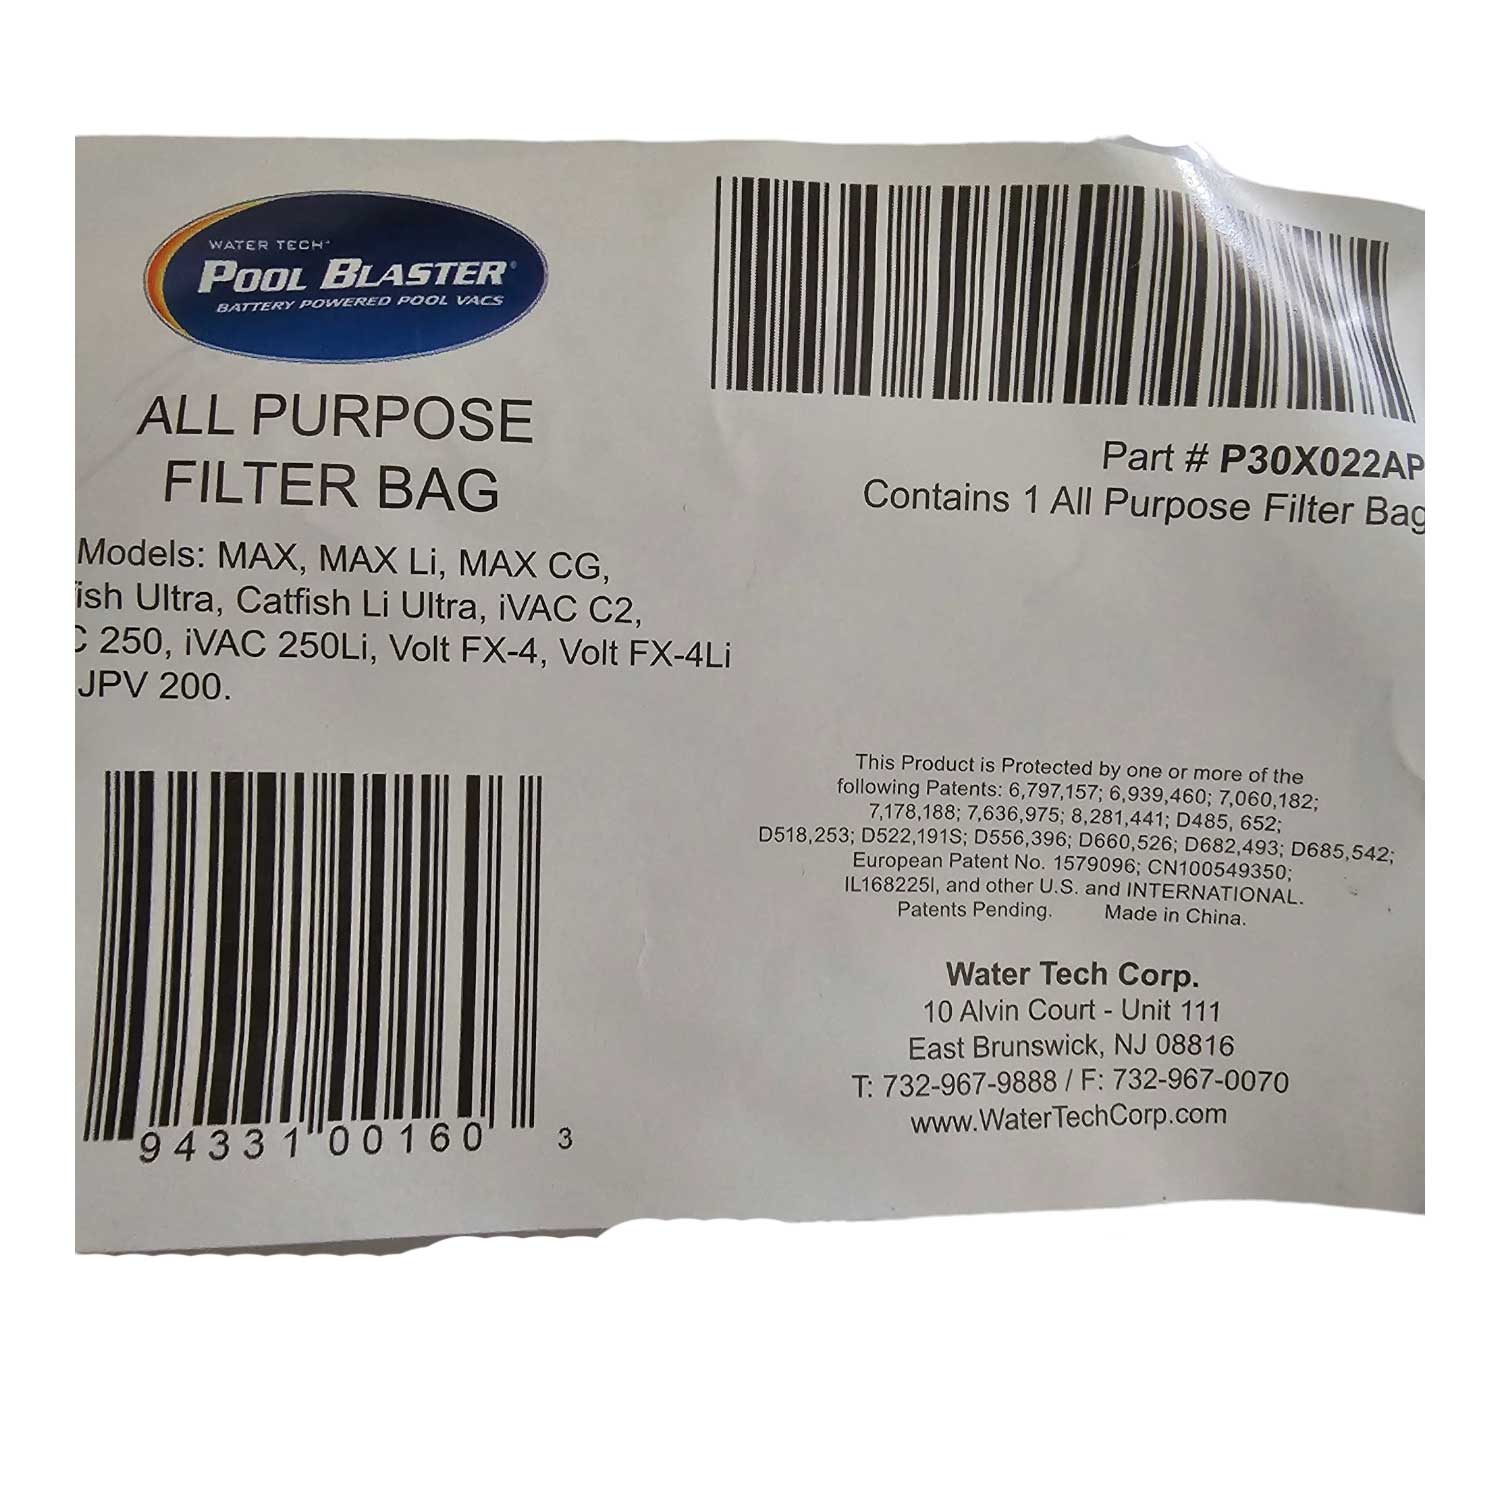 WATER TECH
POOL BLASTER®
BATTERY POWERED POOL VACS
ALL PURPOSE
FILTER BAG
Models: MAX, MAX Li, MAX CG,
ish Ultra, Catfish Li Ultra, iVAC C2,
C 250, iVAC 250Li, Volt FX-4, Volt FX-4Li
JPV 200.
94331 00160 3
Part # P30X022AP
Contains 1 All Purpose Filter Bag
This Product is Protected by one or more of the
following Patents: 6,797,157; 6,939,460; 7,060,182;
7,178,188; 7,636,975; 8,281,441; D485, 652;
D518,253; D522,191S; D556,396; D660,526; D682,493; D685,542;
European Patent No. 1579096; CN100549350;
IL168225I, and other U.S. and INTERNATIONAL.
Patents Pending. Made in China.
Water Tech Corp.
10 Alvin Court - Unit 111
East Brunswick, NJ 08816
T: 732-967-9888 / F: 732-967-0070
www.WaterTechCorp.com